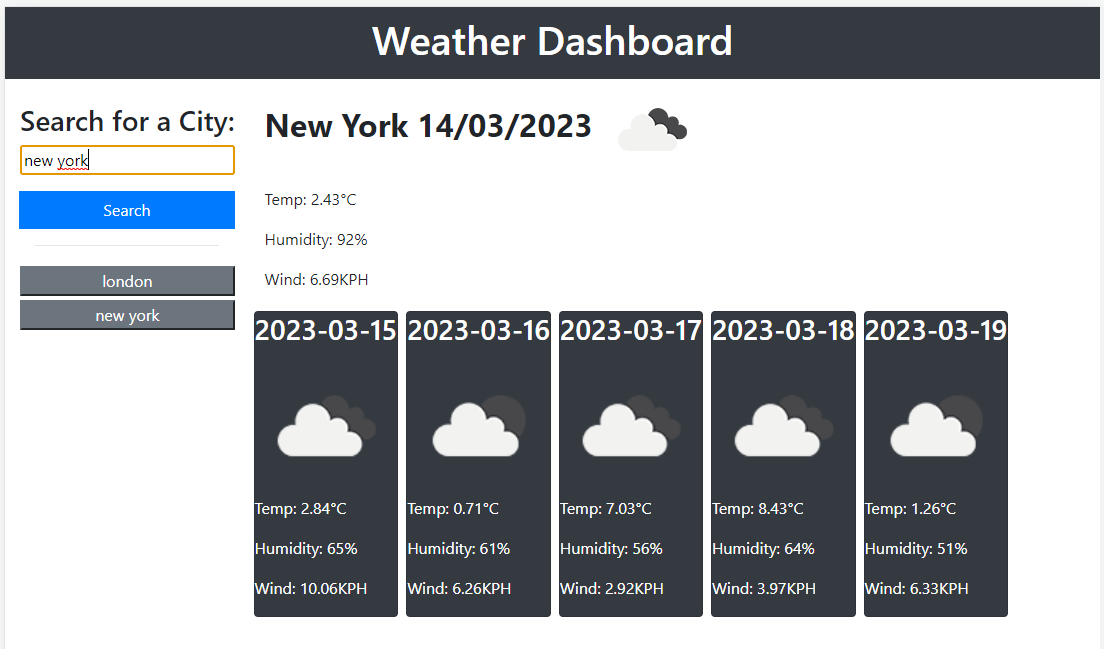 Weather Dashboard
Search for a City:
new york
Search
london
new york
New York 14/03/2023
Temp: 2.43°C
Humidity: 92%
Wind: 6.69KPH
2023-03-15
Temp: 2.84°C
Humidity: 65%
Wind: 10.06KPH
2023-03-16
Temp: 0.71°C
Humidity: 61%
Wind: 6.26KPH
2023-03-17
Temp: 7.03°C
Humidity: 56%
Wind: 2.92KPH
2023-03-18
Temp: 8.43°C
Humidity: 64%
Wind: 3.97KPH
2023-03-19
Temp: 1.26°C
Humidity: 51%
Wind: 6.33KPH